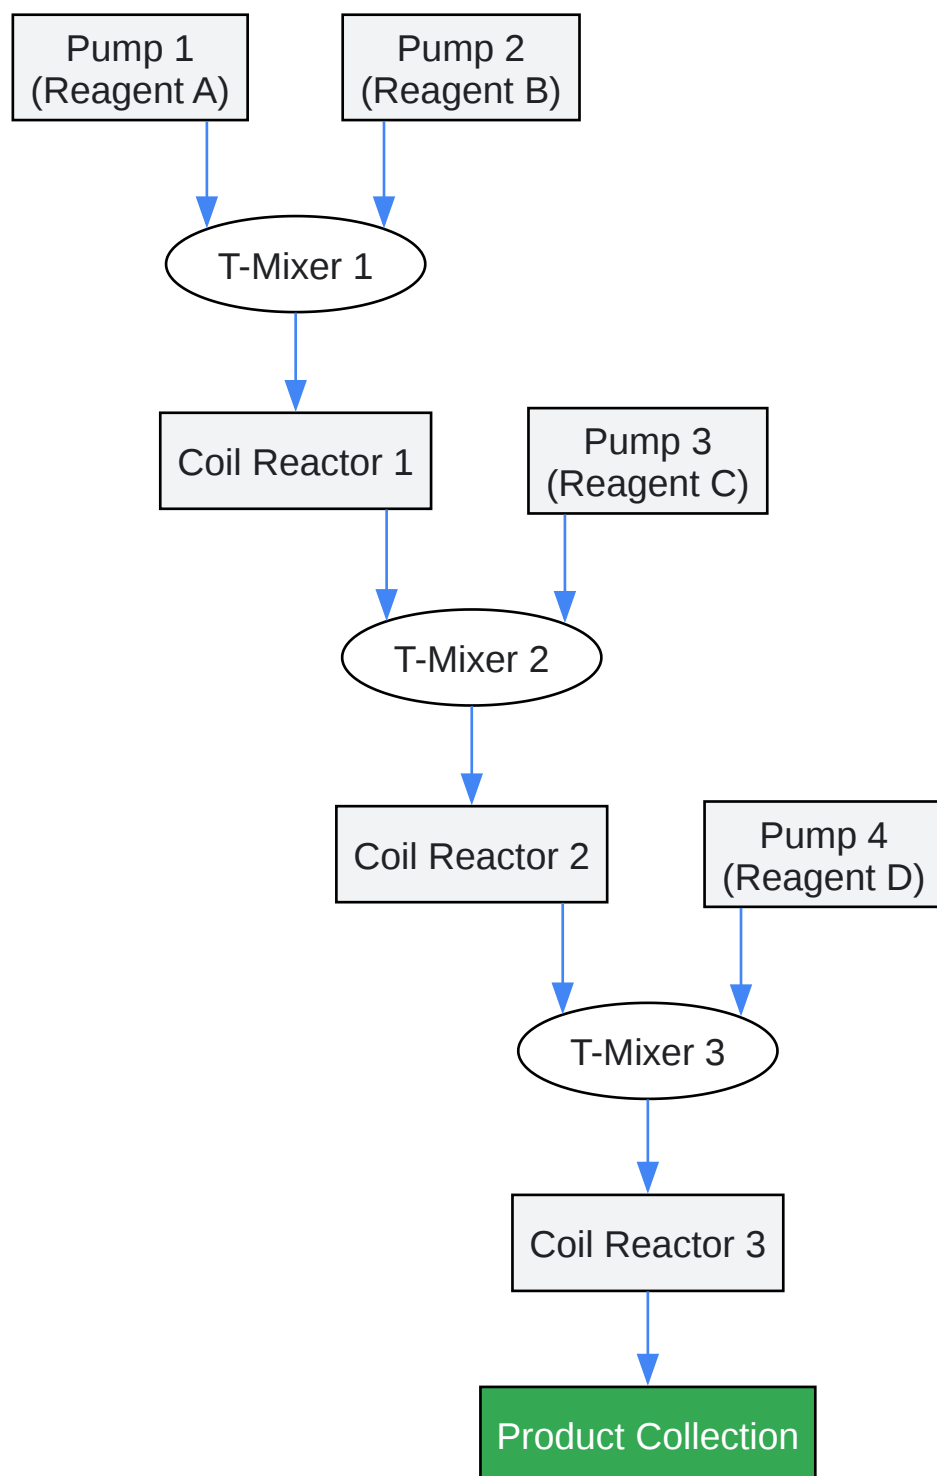 Pump 1
(Reagent A)
Pump 2
(Reagent B)
T-Mixer 1
Coil Reactor 1
Pump 3
(Reagent C)
T-Mixer 2
Coil Reactor 2
Pump 4
(Reagent D)
T-Mixer 3
Coil Reactor 3
Product Collection